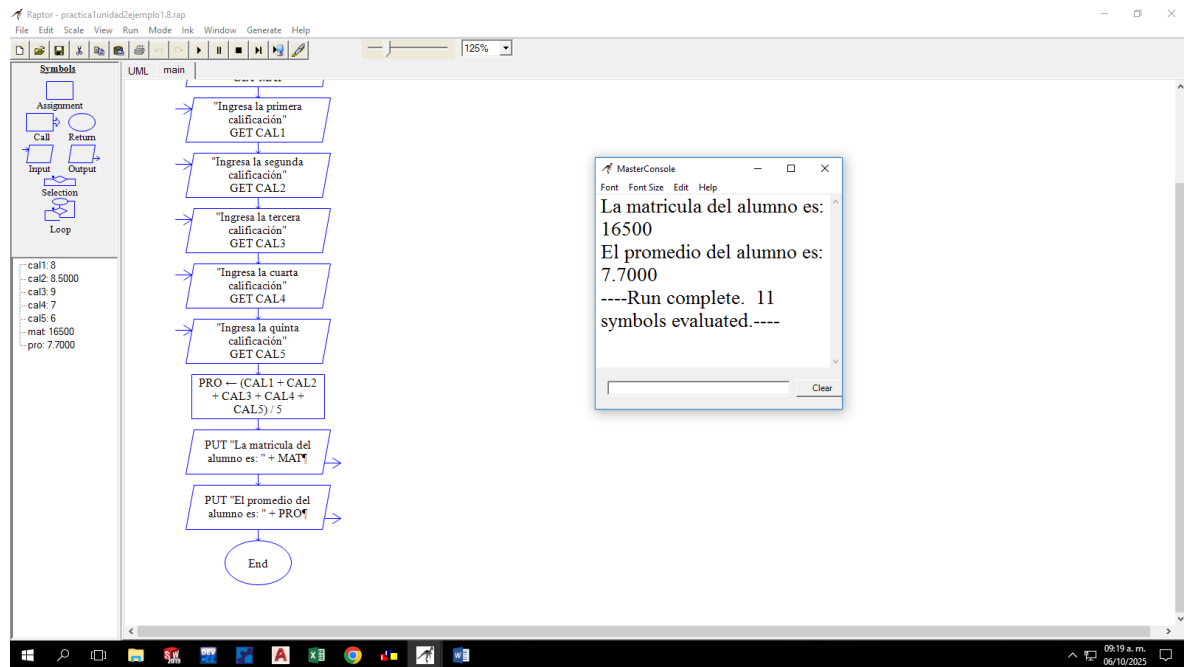 Raptor - practica1unidad2ejemplo1.8.rap
File Edit Scale View Run Mode Ink Window Generate Help
125%
Symbols
Assignment
Call Return
Input Output
Selection
Loop
cal1: 8
cal2: 8.5000
cal3: 9
cal4: 7
cal5: 6
mat: 16500
pro: 7.7000
UML main
GET MAT
"Ingresa la primera
calificación"
GET CAL1
"Ingresa la segunda
calificación"
GET CAL2
"Ingresa la tercera
calificación"
GET CAL3
"Ingresa la cuarta
calificación"
GET CAL4
"Ingresa la quinta
calificación"
GET CAL5
PRO ← (CAL1 + CAL2
+ CAL3 + CAL4 +
CAL5) / 5
PUT "La matricula del
alumno es: " + MAT¶
PUT "El promedio del
alumno es: " + PRO¶
End
MasterConsole
Font Font Size Edit Help
La matricula del alumno es:
16500
El promedio del alumno es:
7.7000
----Run complete. 11
symbols evaluated.----
Clear
SW
2019
DEV
09:19 a. m.
06/10/2025